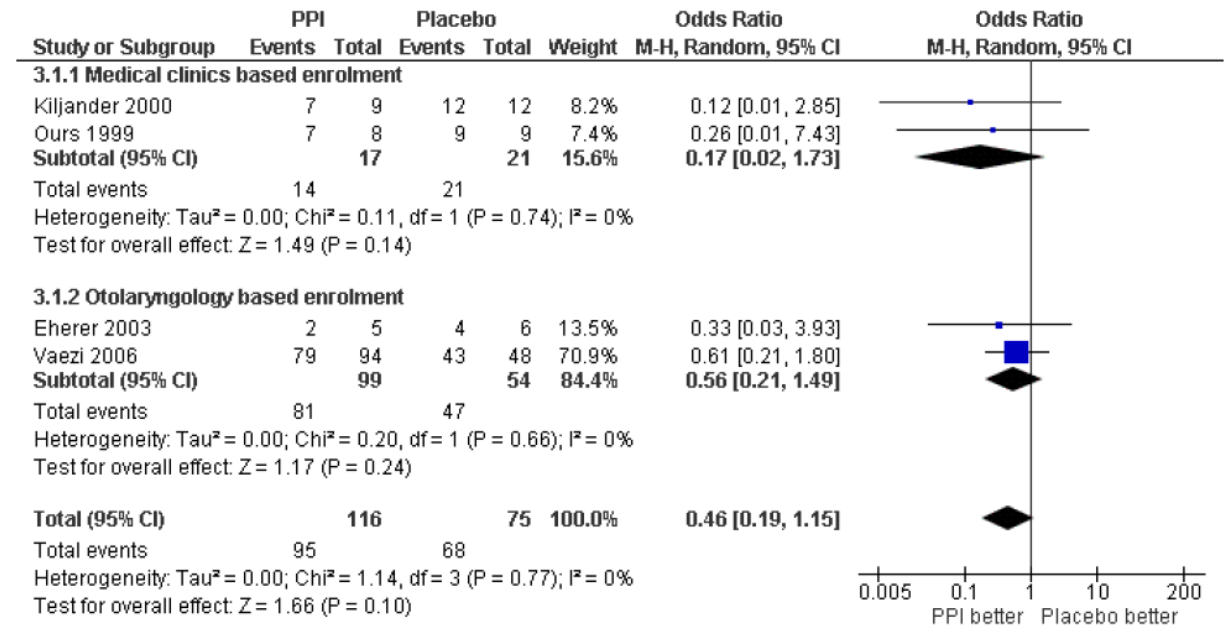 PPI Placebo Odds Ratio Odds Ratio
Study or Subgroup Events Total Events Total Weight M-H, Random, 95% CI M-H, Random, 95% CI
3.1.1 Medical clinics based enrolment
Kiljander 2000 7 9 12 12 8.2% 0.12 [0.01, 2.85]
Ours 1999 7 8 9 9 7.4% 0.26 [0.01, 7.43]
Subtotal (95% CI) 17 21 15.6% 0.17 [0.02, 1.73]
Total events 14 21
Heterogeneity: Tau² = 0.00; Chi² = 0.11, df = 1 (P = 0.74); I² = 0%
Test for overall effect: Z = 1.49 (P = 0.14)
3.1.2 Otolaryngology based enrolment
Eherer 2003 2 5 4 6 13.5% 0.33 [0.03, 3.93]
Vaezi 2006 79 94 43 48 70.9% 0.61 [0.21, 1.80]
Subtotal (95% CI) 99 54 84.4% 0.56 [0.21, 1.49]
Total events 81 47
Heterogeneity: Tau² = 0.00; Chi² = 0.20, df = 1 (P = 0.66); I² = 0%
Test for overall effect: Z = 1.17 (P = 0.24)
Total (95% CI) 116 75 100.0% 0.46 [0.19, 1.15]
Total events 95 68
Heterogeneity: Tau² = 0.00; Chi² = 1.14, df = 3 (P = 0.77); I² = 0%
Test for overall effect: Z = 1.66 (P = 0.10)
0.005 0.1 1 10 200
PPI better Placebo better